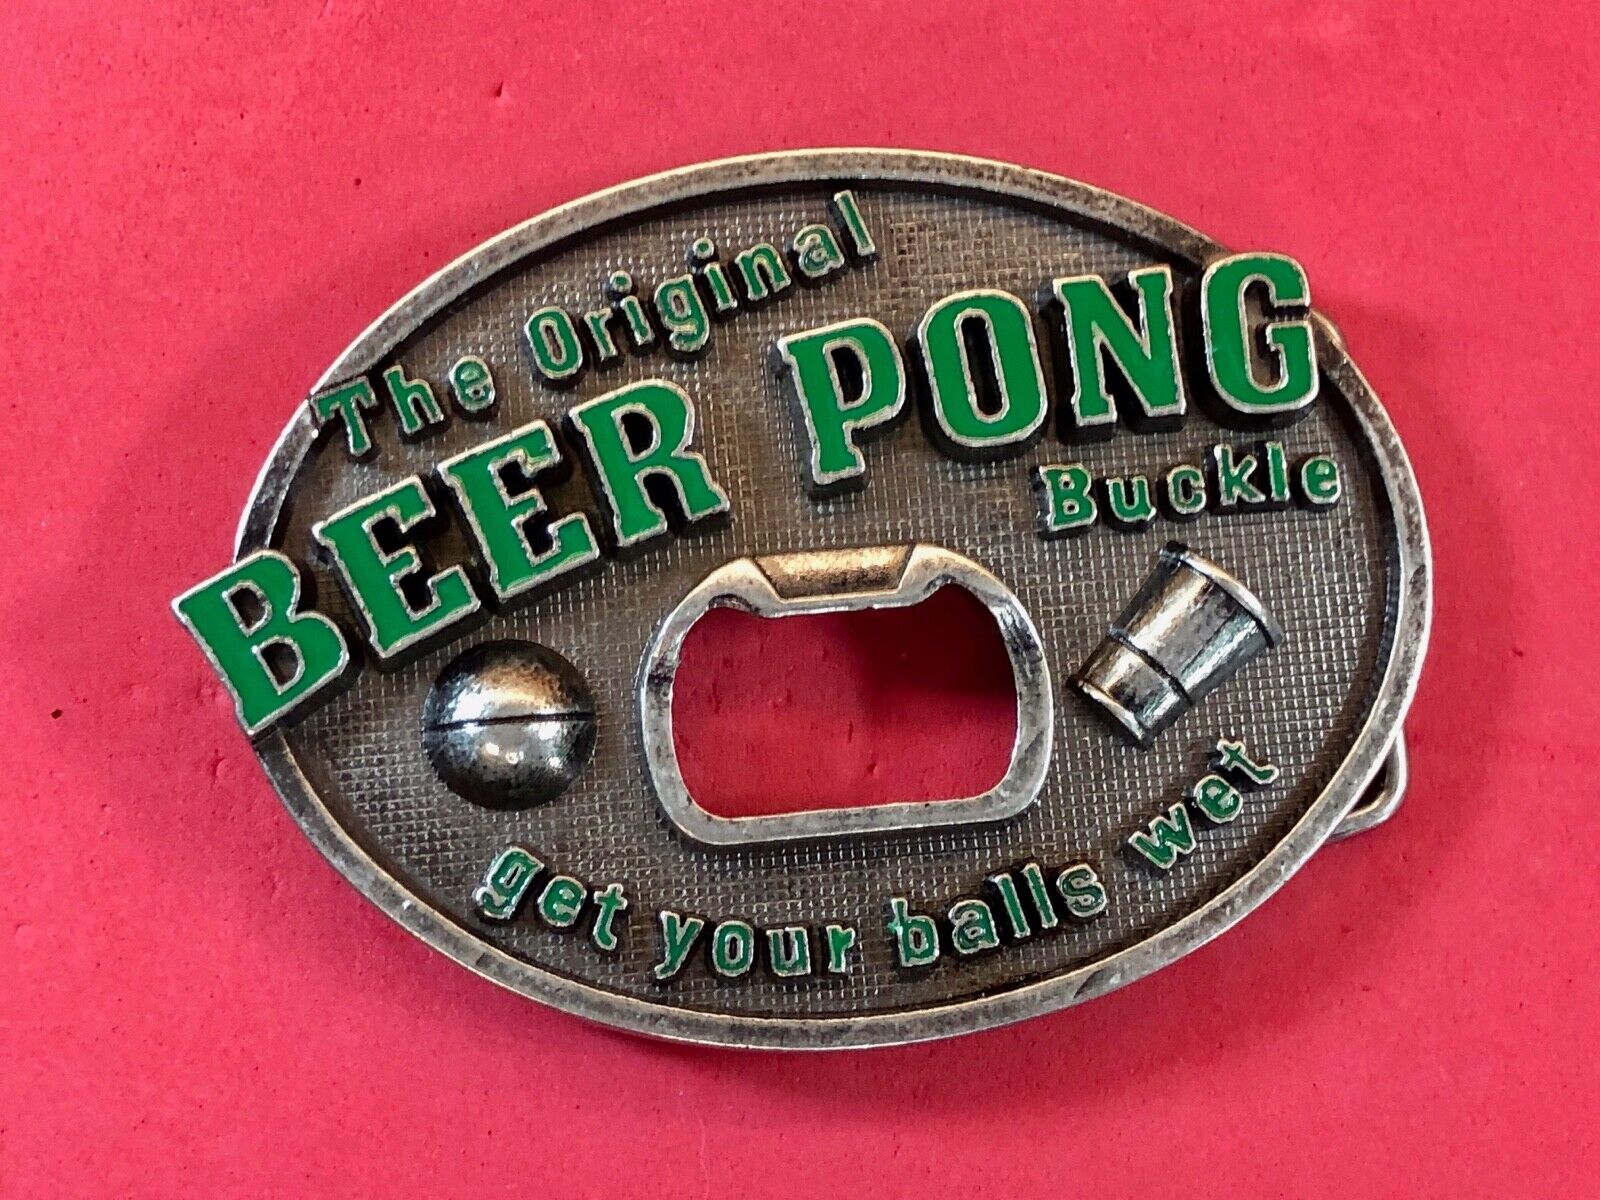 The Original
BEER PONG
Buckle
get your balls wet